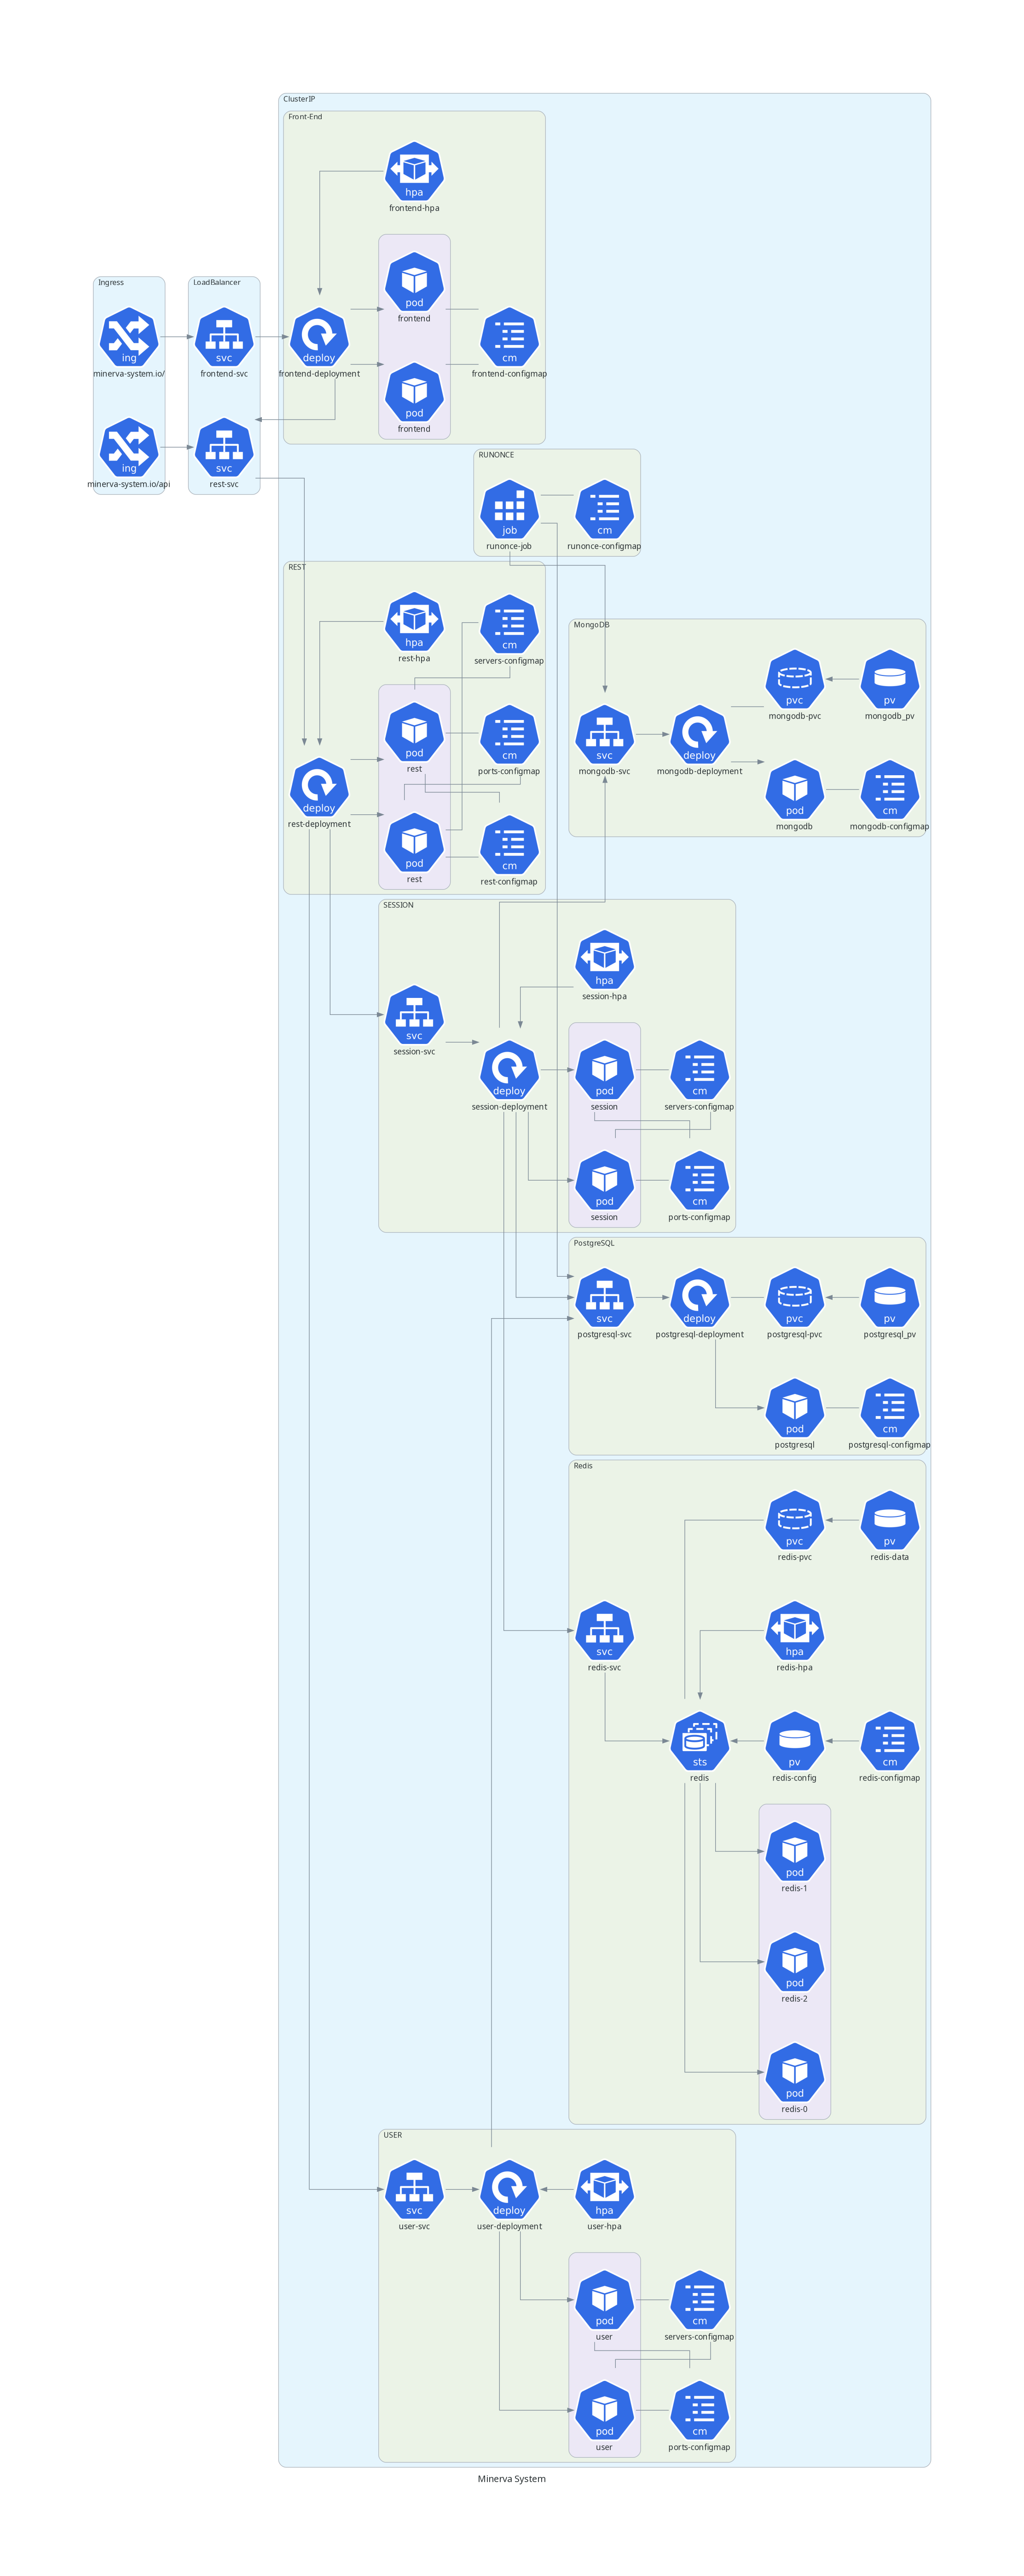 ClusterIP
Front-End
hpa
frontend-hpa
pod
frontend
Ingress
LoadBalancer
ing
minerva-system.io/
svc
frontend-svc
deploy
frontend-deployment
cm
frontend-configmap
pod
frontend
ing
minerva-system.io/api
svc
rest-svc
RUNONCE
job
runonce-job
cm
runonce-configmap
REST
hpa
rest-hpa
cm
servers-configmap
pod
rest
cm
ports-configmap
deploy
rest-deployment
pod
rest
cm
rest-configmap
MongoDB
pvc
mongodb-pvc
pv
mongodb_pv
svc
mongodb-svc
deploy
mongodb-deployment
pod
mongodb
cm
mongodb-configmap
SESSION
hpa
session-hpa
svc
session-svc
deploy
session-deployment
pod
session
cm
servers-configmap
pod
session
cm
ports-configmap
PostgreSQL
svc
postgresql-svc
deploy
postgresql-deployment
pvc
postgresql-pvc
pv
postgresql_pv
pod
postgresql
cm
postgresql-configmap
Redis
pvc
redis-pvc
pv
redis-data
svc
redis-svc
hpa
redis-hpa
sts
redis
pv
redis-config
cm
redis-configmap
pod
redis-1
pod
redis-2
pod
redis-0
USER
svc
user-svc
deploy
user-deployment
hpa
user-hpa
pod
user
cm
servers-configmap
pod
user
cm
ports-configmap
Minerva System